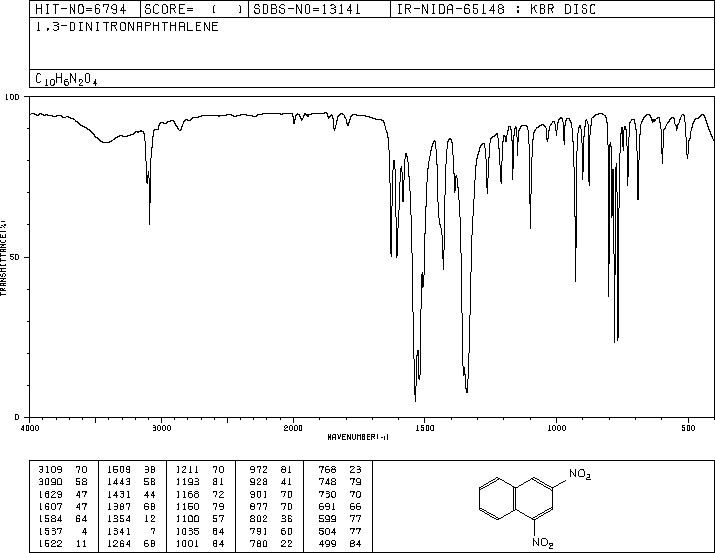 HIT-NO=6794 SCORE= ( ) SDBS-NO=13141 IR-NIDA-65148 : KBR DISC
1,3-DINITRONAPHTHALENE
C10H6N2O4
100
50
0
TRANSMITTANCE(%)
4000 3000 2000 1500 1000 500
WAVENUMBER(-1)
3109 70 1509 38 1211 70 972 81 768 23
3090 58 1443 58 1193 81 928 41 748 79
1629 47 1431 44 1168 72 901 70 730 70
1607 47 1387 68 1150 79 877 70 691 66
1584 64 1354 12 1100 57 802 36 599 77
1537 4 1341 7 1035 84 791 60 504 77
1522 11 1264 68 1001 84 780 22 499 84
NO2
NO2